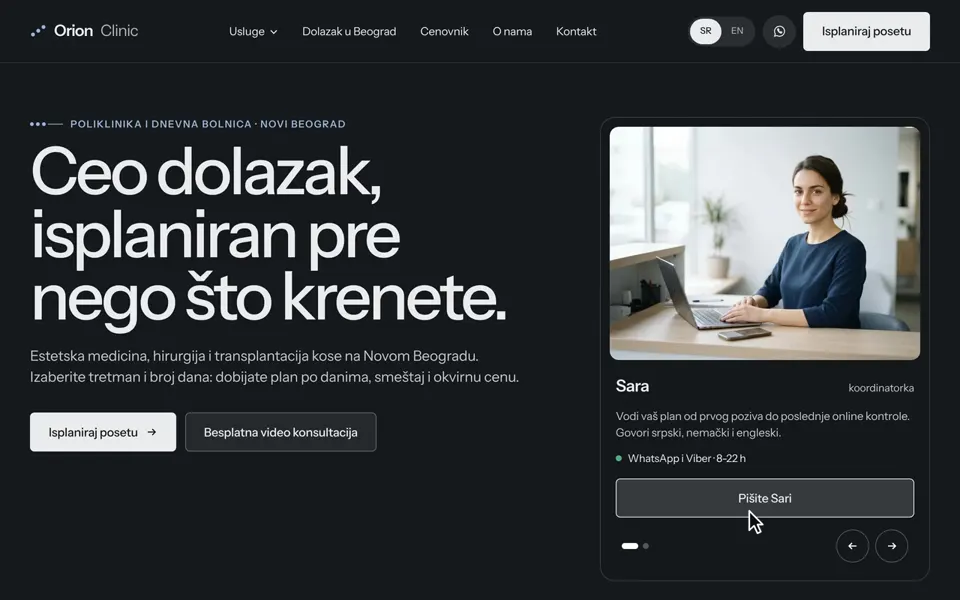 Orion Clinic
Usluge
Dolazak u Beograd
Cenovnik
O nama
Kontakt
SR
EN
Isplaniraj posetu
POLIKLINIKA I DNEVNA BOLNICA · NOVI BEOGRAD
Ceo dolazak,
isplaniran pre
nego što krenete.
Estetska medicina, hirurgija i transplantacija kose na Novom Beogradu.
Izaberite tretman i broj dana: dobijate plan po danima, smeštaj i okvirnu cenu.
Isplaniraj posetu →
Besplatna video konsultacija
Sara
koordinatorka
Vodi vaš plan od prvog poziva do poslednje online kontrole.
Govori srpski, nemački i engleski.
WhatsApp i Viber · 8–22 h
Pišite Sari